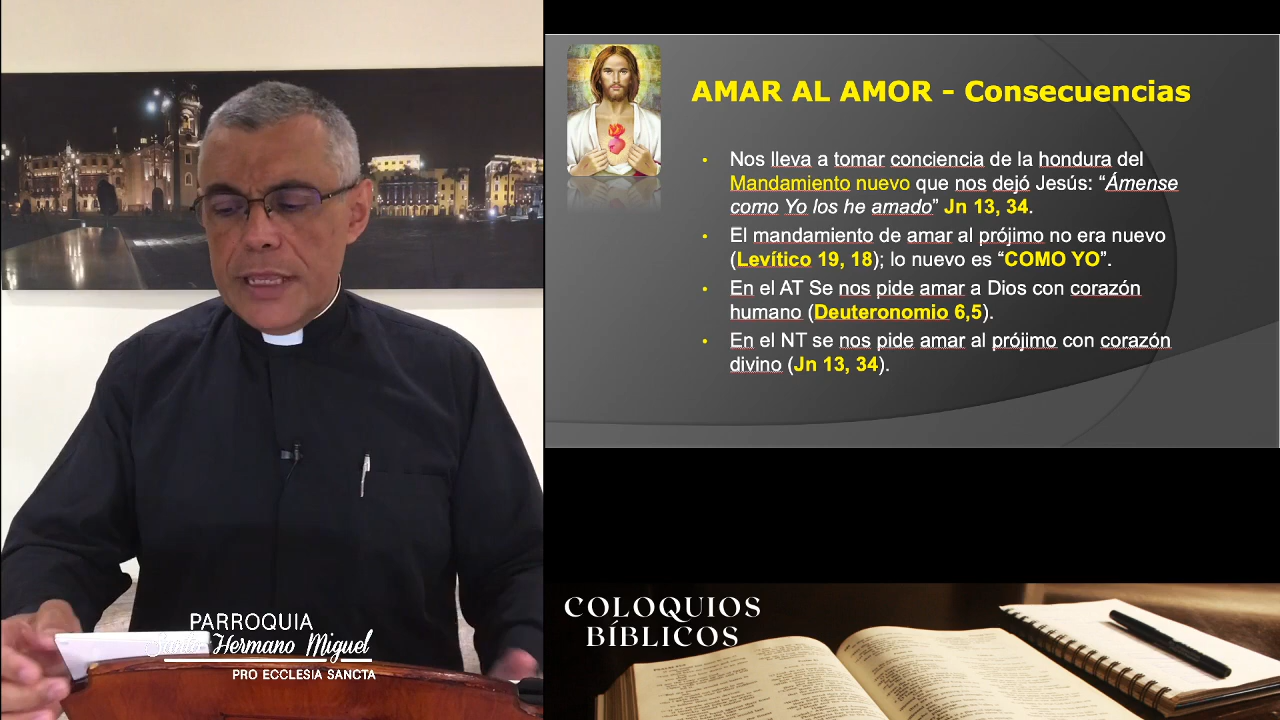 AMAR AL AMOR - Consecuencias
• Nos lleva a tomar conciencia de la hondura del
Mandamiento nuevo que nos dejó Jesús: “Ámense
como Yo los he amado” Jn 13, 34.
• El mandamiento de amar al prójimo no era nuevo
(Levítico 19, 18); lo nuevo es “COMO YO”.
• En el AT Se nos pide amar a Dios con corazón
humano (Deuteronomio 6,5).
• En el NT se nos pide amar al prójimo con corazón
divino (Jn 13, 34).
PARROQUIA
Santo Hermano Miguel
PRO ECCLESIA SANCTA
COLOQUIOS
BÍBLICOS